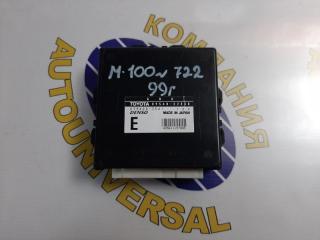 M-100~722
99г
TOYOTA
DENSO MADE IN JAPAN
E
КОМПАНИЯ
AUTOUNIVERSAL